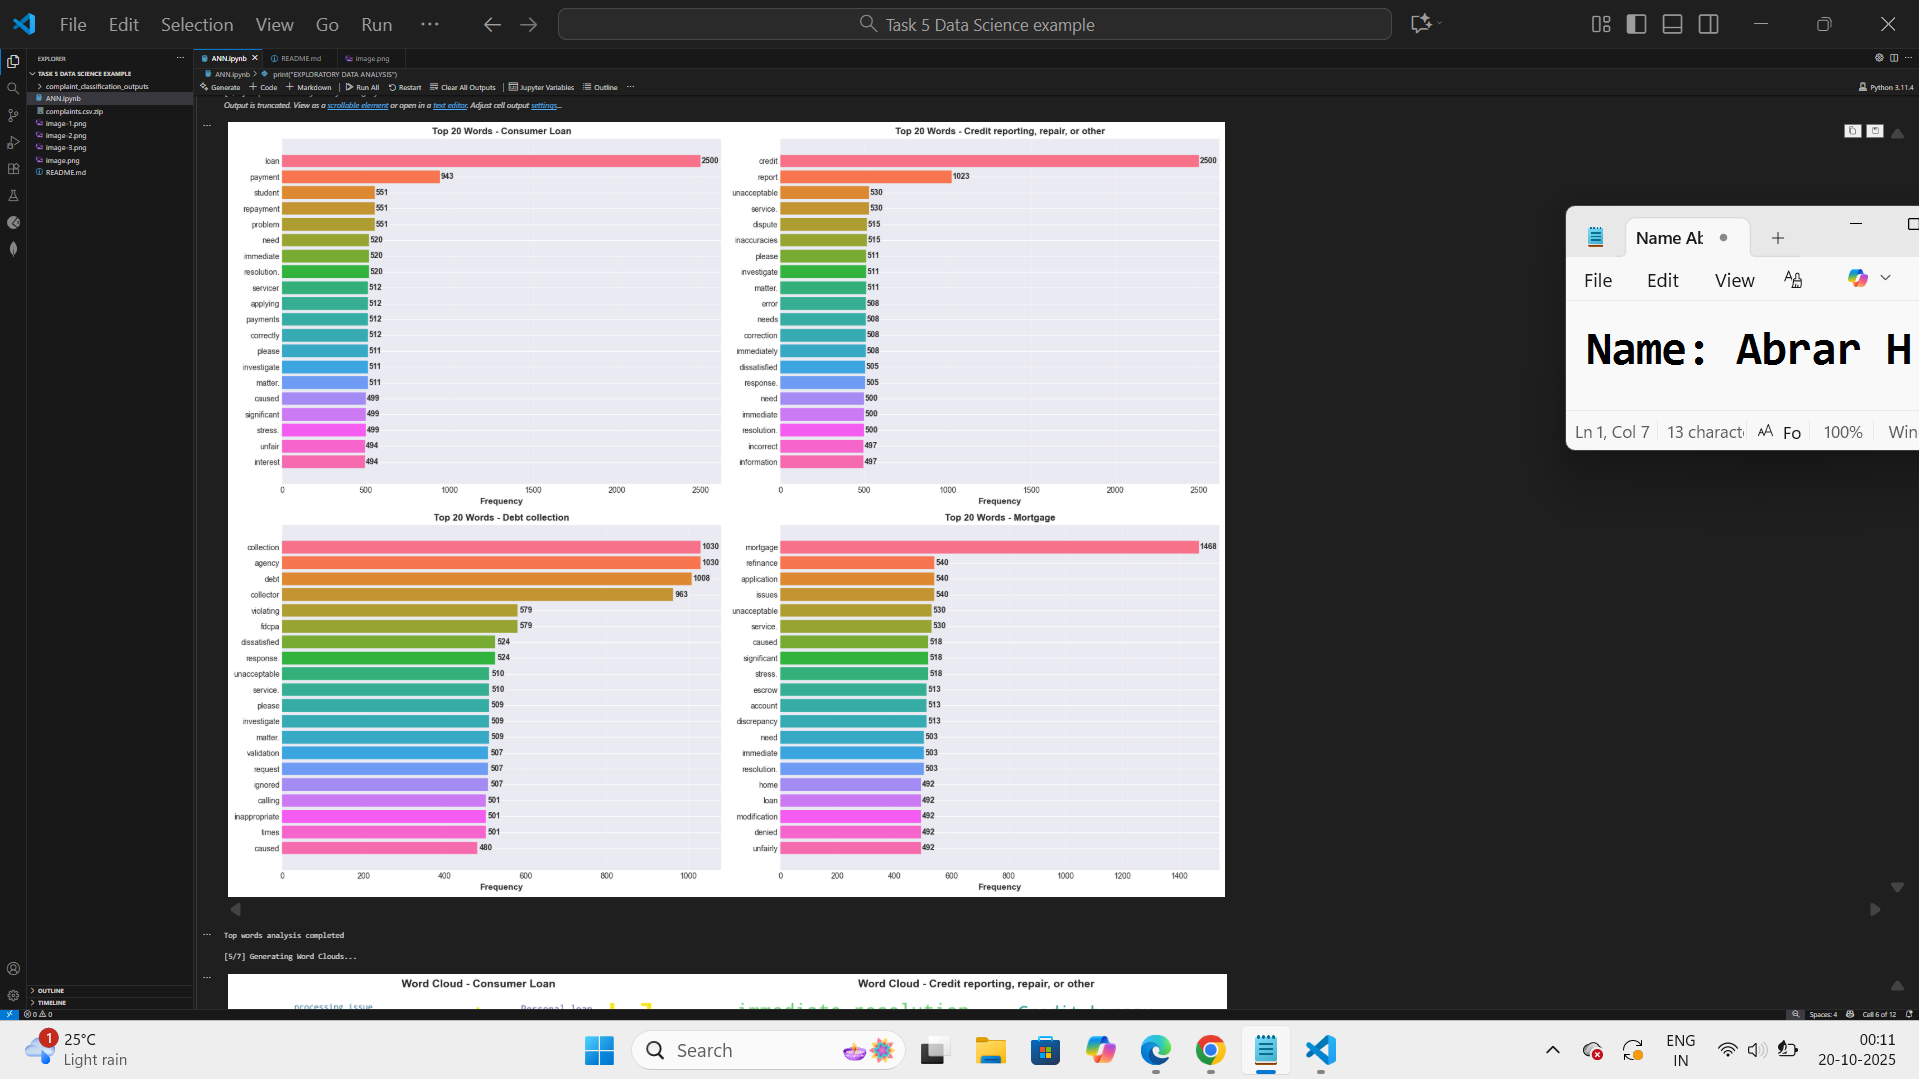 File Edit Selection View Go Run ···
Task 5 Data Science example
EXPLORER
TASK 5 DATA SCIENCE EXAMPLE
complaint_classification_outputs
ANN.ipynb
complaints.csv.zip
image-1.png
image-2.png
image-3.png
image.png
README.md
OUTLINE
TIMELINE
ANN.ipynb README.md image.png
ANN.ipynb > print("EXPLORATORY DATA ANALYSIS")
Generate + Code + Markdown Run All Restart Clear All Outputs Jupyter Variables Outline ···
Python 3.11.4
Output is truncated. View as a scrollable element or open in a text editor. Adjust cell output settings...
Top 20 Words - Consumer Loan
loan 2500
payment 943
student 551
repayment 551
problem 551
need 520
immediate 520
resolution. 520
servicer 512
applying 512
payments 512
correctly 512
please 511
investigate 511
matter. 511
caused 499
significant 499
stress. 499
unfair 494
interest 494
0 500 1000 1500 2000 2500
Frequency
Top 20 Words - Credit reporting, repair, or other
credit 2500
report 1023
unacceptable 530
service. 530
dispute 515
inaccuracies 515
please 511
investigate 511
matter. 511
error 508
needs 508
correction 508
immediately 508
dissatisfied 505
response. 505
need 500
immediate 500
resolution. 500
incorrect 497
information 497
0 500 1000 1500 2000 2500
Frequency
Top 20 Words - Debt collection
collection 1030
agency 1030
debt 1008
collector 963
violating 579
fdcpa 579
dissatisfied 524
response. 524
unacceptable 510
service. 510
please 509
investigate 509
matter. 509
validation 507
request 507
ignored 507
calling 501
inappropriate 501
times 501
caused 480
0 200 400 600 800 1000
Frequency
Top 20 Words - Mortgage
mortgage 1468
refinance 540
application 540
issues 540
unacceptable 530
service 530
caused 518
significant 518
stress. 518
escrow 513
account 513
discrepancy 513
need 503
immediate 503
resolution. 503
home 492
loan 492
modification 492
denied 492
unfairly 492
0 200 400 600 800 1000 1200 1400
Frequency
Top words analysis completed
[5/7] Generating Word Clouds...
Word Cloud - Consumer Loan
Word Cloud - Credit reporting, repair, or other
processing issue Personal loan immediate resolution
Name Ab
File Edit View
Name: Abrar H
Ln 1, Col 7 13 charact Fo 100% Win
0 0 Spaces: 4 Cell 6 of 12
1 25°C
Light rain
Search
ENG
IN
00:11
20-10-2025